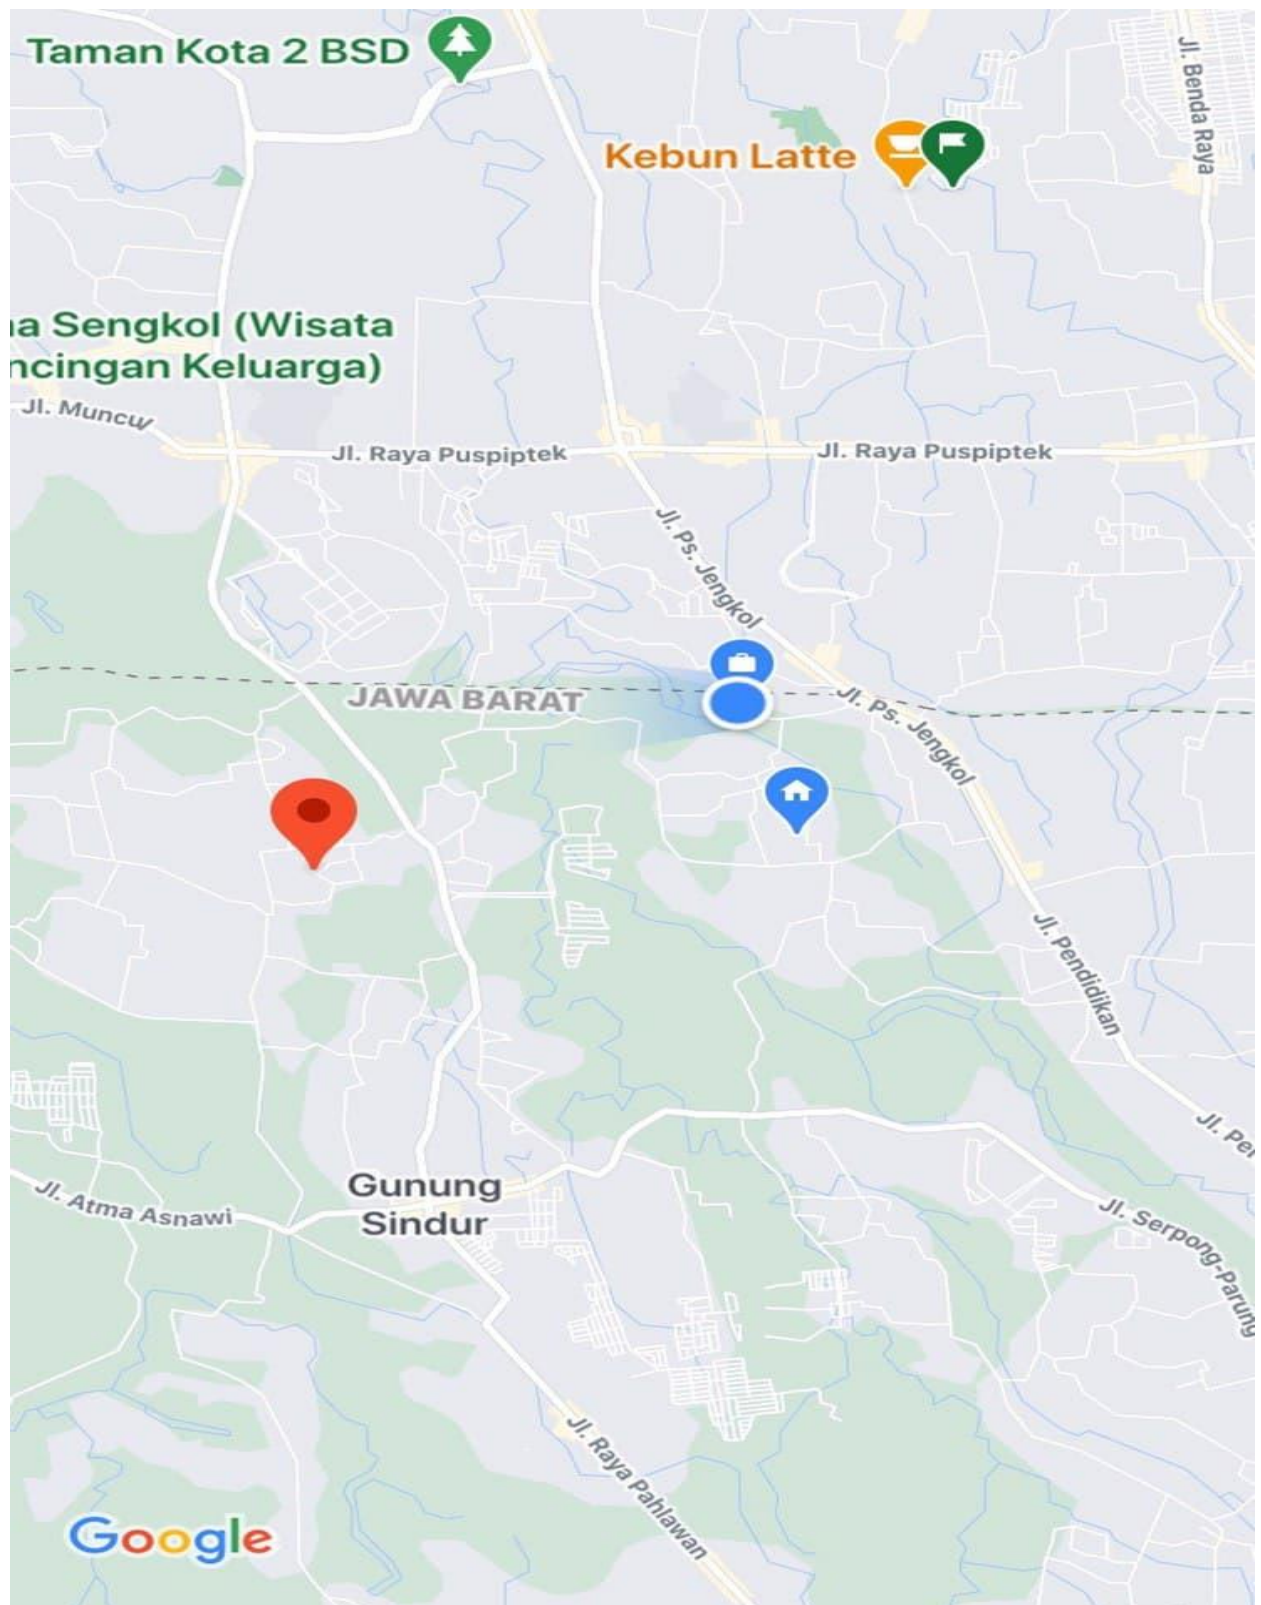 Taman Kota 2 BSD
Jl. Benda Raya
Kebun Latte
a Sengkol (Wisata
ncingan Keluarga)
Jl. Muncu
Jl. Raya Puspiptek
Jl. Raya Puspiptek
Jl. Ps. Jengkol
JAWA BARAT
Jl. Ps. Jengkol
Jl. Pendidikan
Jl. Pe
Gunung
Sindur
Jl. Atma Asnawi
Jl. Serpong-Parung
Jl. Raya Pahlawan
Google